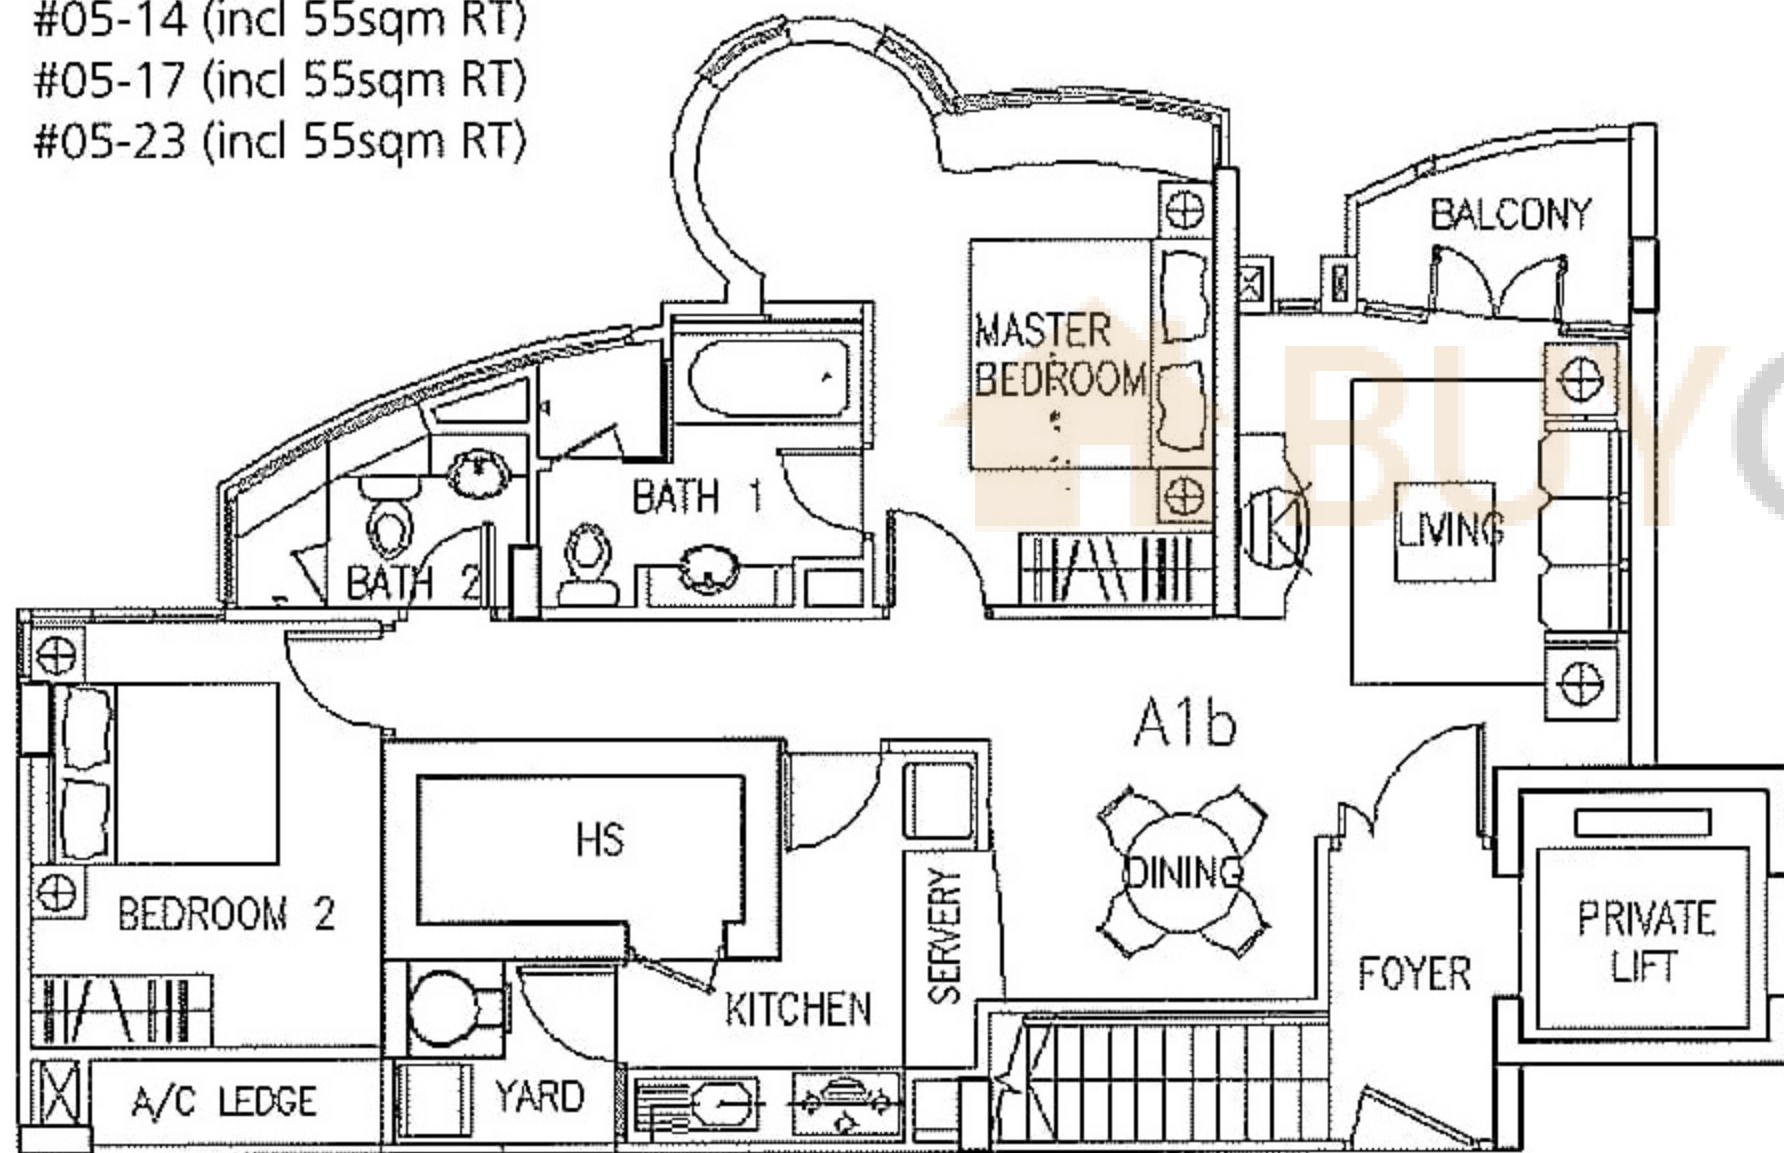 #05-14 (incl 55sqm RT)
#05-17 (incl 55sqm RT)
#05-23 (incl 55sqm RT)
BALCONY
MASTER
BEDROOM
BUY
BATH 1
LIVING
BATH 2
A1b
HS
DINING
BEDROOM 2
SERVERY
PRIVATE
LIFT
FOYER
KITCHEN
A/C LEDGE
YARD